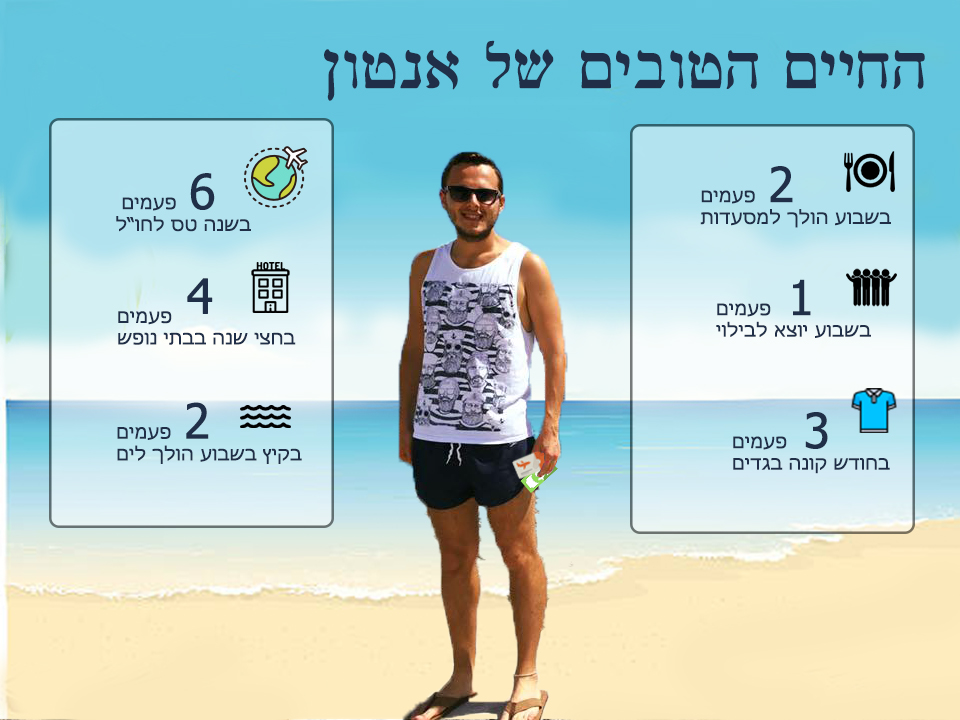 החיים הטובים של אנטון
2 פעמים
בשבוע הולך למסעדות
1 פעמים
בשבוע יוצא לבילוי
3 פעמים
בחודש קונה בגדים
6 פעמים
בשנה טס לחו"ל
HOTEL
4 פעמים
בחצי שנה בבתי נופש
2 פעמים
בקיץ בשבוע הולך לים